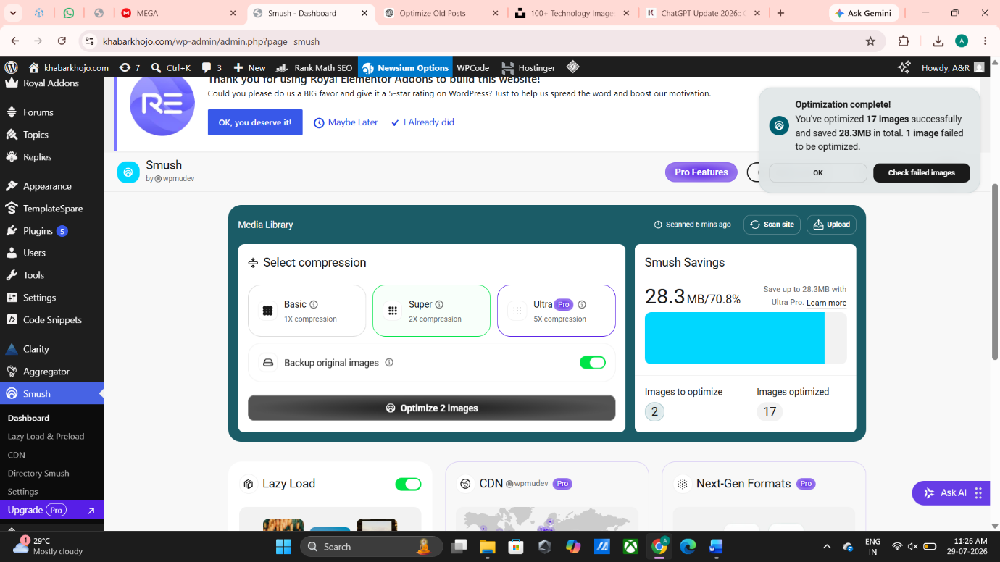 MEGA
Smush - Dashboard
Optimize Old Posts
100+ Technology Image
ChatGPT Update 2026::
Ask Gemini
khabarkhojo.com/wp-admin/admin.php?page=smush
A
khabarkhojo.com
7
Ctrl+K
3
New
Rank Math SEO
Newsium Options
WPCode
Hostinger
Howdy, A&R
Royal Addons
Forums
Topics
Replies
Appearance
TemplateSpare
Plugins 5
Users
Tools
Settings
Code Snippets
Clarity
Aggregator
Smush
Dashboard
Lazy Load & Preload
CDN
Directory Smush
Settings
Upgrade Pro
RE
Thank you for using Royal Elementor Addons to build this website!
Could you please do us a BIG favor and give it a 5-star rating on WordPress? Just to help us spread the word and boost our motivation.
OK, you deserve it!
Maybe Later
I Already did
Optimization complete!
You've optimized 17 images successfully
and saved 28.3MB in total. 1 image failed
to be optimized.
OK
Check failed images
Smush
by wpmudev
Pro Features
Media Library
Scanned 6 mins ago
Scan site
Upload
Select compression
Basic
1X compression
Super
2X compression
Ultra Pro
5X compression
Backup original images
Optimize 2 images
Smush Savings
28.3 MB/70.8%
Save up to 28.3MB with
Ultra Pro. Learn more
Images to optimize
2
Images optimized
17
Lazy Load
CDN wpmudev Pro
Next-Gen Formats Pro
Ask AI
1
29°C
Mostly cloudy
Search
A
ENG
IN
11:26 AM
29-07-2026